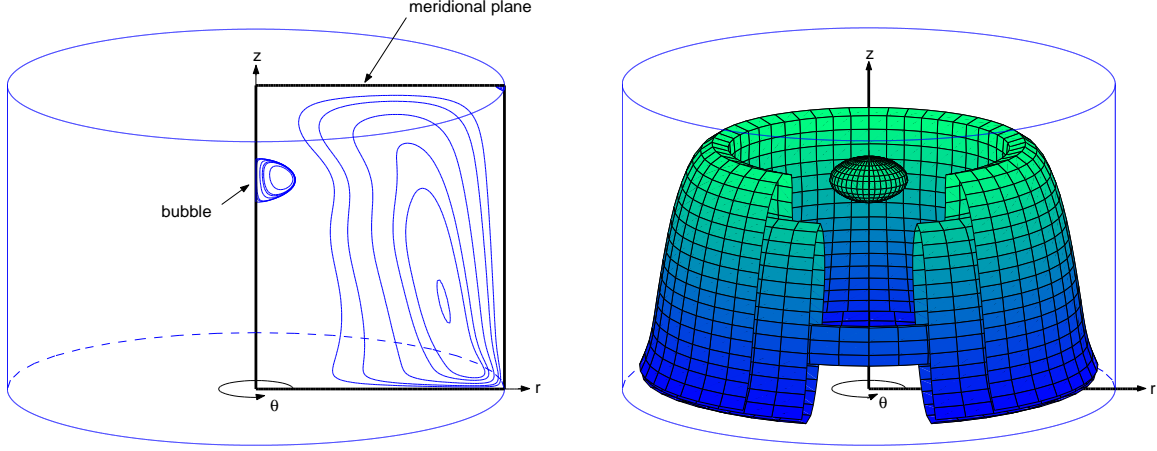 meridional plane
z
bubble
r
θ
z
r
θ